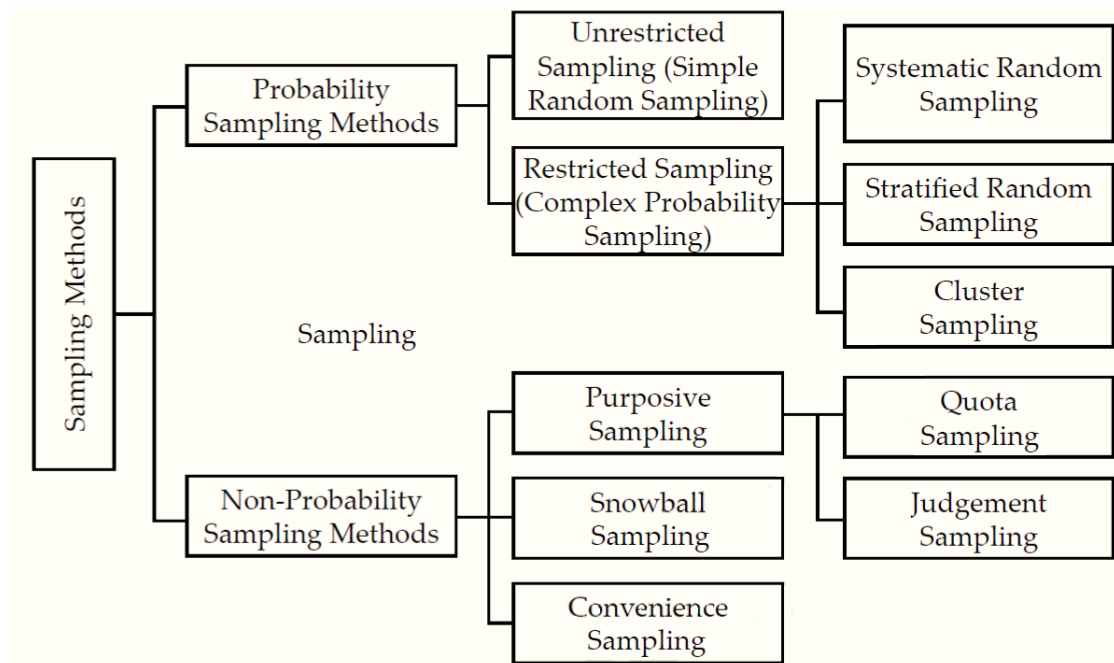 Sampling Methods
Probability
Sampling Methods
Unrestricted
Sampling (Simple
Random Sampling)
Restricted Sampling
(Complex Probability
Sampling)
Systematic Random
Sampling
Stratified Random
Sampling
Cluster
Sampling
Sampling
Non-Probability
Sampling Methods
Purposive
Sampling
Snowball
Sampling
Convenience
Sampling
Quota
Sampling
Judgement
Sampling